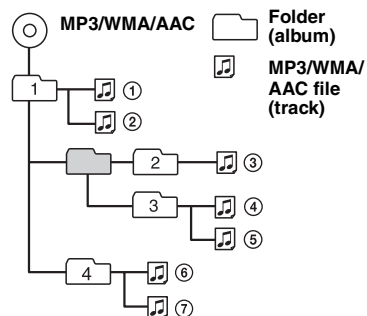 MP3/WMA/AAC
Folder
(album)
MP3/WMA/
AAC file
(track)
1
①
②
2
③
3
④
⑤
4
⑥
⑦